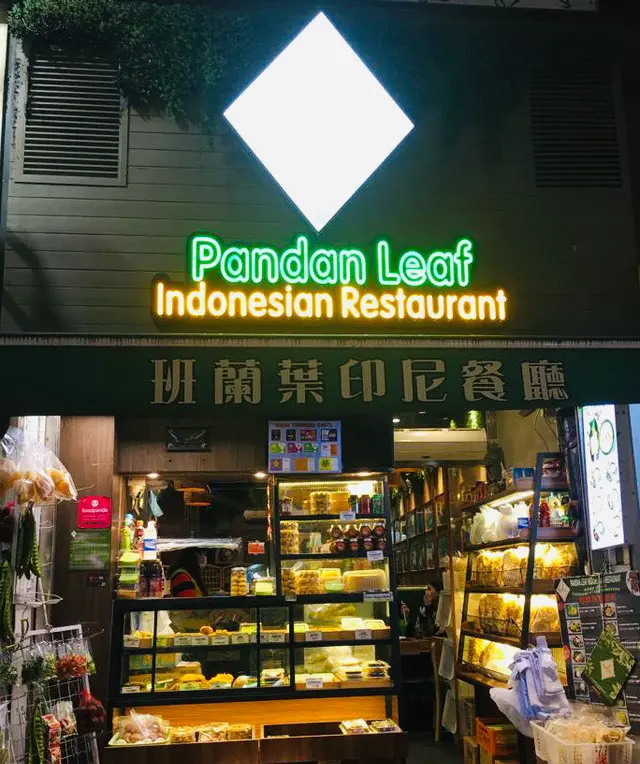 Pandan Leaf
Indonesian Restaurant
班蘭葉印尼餐廳
foodpanda